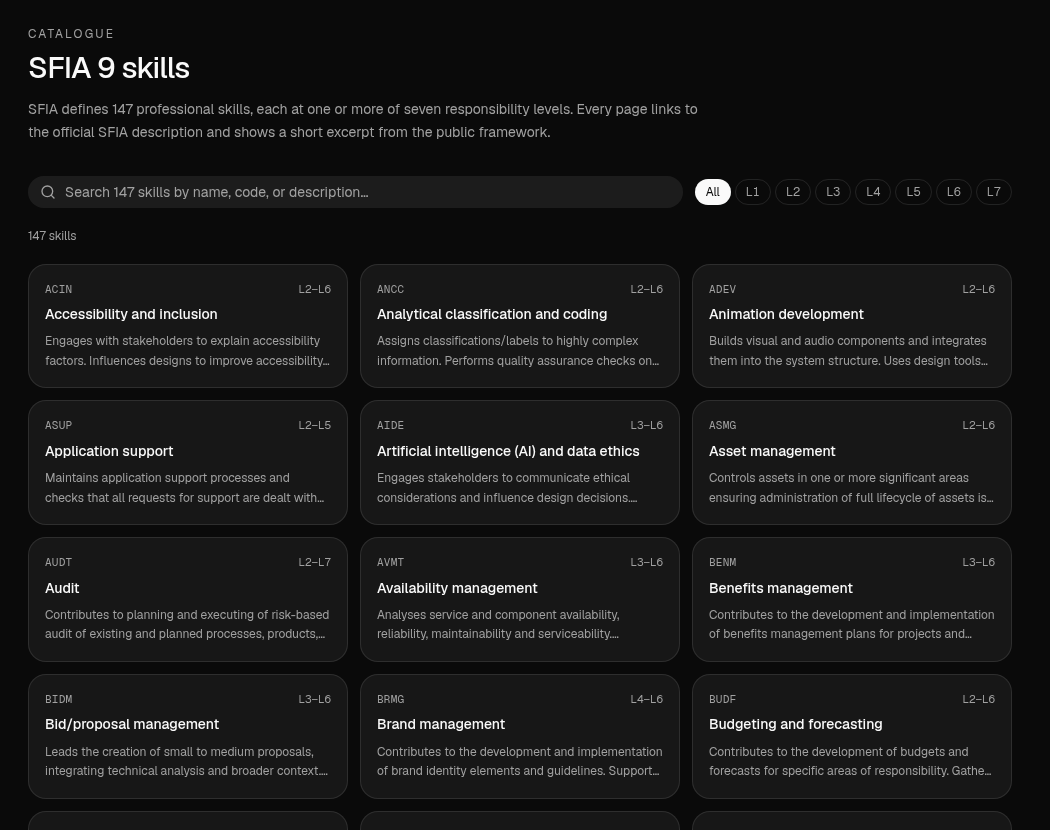 CATALOGUE
SFIA 9 skills
SFIA defines 147 professional skills, each at one or more of seven responsibility levels. Every page links to
the official SFIA description and shows a short excerpt from the public framework.
Search 147 skills by name, code, or description...
All L1 L2 L3 L4 L5 L6 L7
147 skills
ACIN L2–L6
Accessibility and inclusion
Engages with stakeholders to explain accessibility
factors. Influences designs to improve accessibility…
ANCC L2–L6
Analytical classification and coding
Assigns classifications/labels to highly complex
information. Performs quality assurance checks on…
ADEV L2–L6
Animation development
Builds visual and audio components and integrates
them into the system structure. Uses design tools…
ASUP L2–L5
Application support
Maintains application support processes and
checks that all requests for support are dealt with…
AIDE L3–L6
Artificial intelligence (AI) and data ethics
Engages stakeholders to communicate ethical
considerations and influence design decisions.…
ASMG L2–L6
Asset management
Controls assets in one or more significant areas
ensuring administration of full lifecycle of assets is…
AUDT L2–L7
Audit
Contributes to planning and executing of risk-based
audit of existing and planned processes, products,…
AVMT L3–L6
Availability management
Analyses service and component availability,
reliability, maintainability and serviceability.…
BENM L3–L6
Benefits management
Contributes to the development and implementation
of benefits management plans for projects and…
BIDM L3–L6
Bid/proposal management
Leads the creation of small to medium proposals,
integrating technical analysis and broader context.…
BRMG L4–L6
Brand management
Contributes to the development and implementation
of brand identity elements and guidelines. Support…
BUDF L2–L6
Budgeting and forecasting
Contributes to the development of budgets and
forecasts for specific areas of responsibility. Gathe…